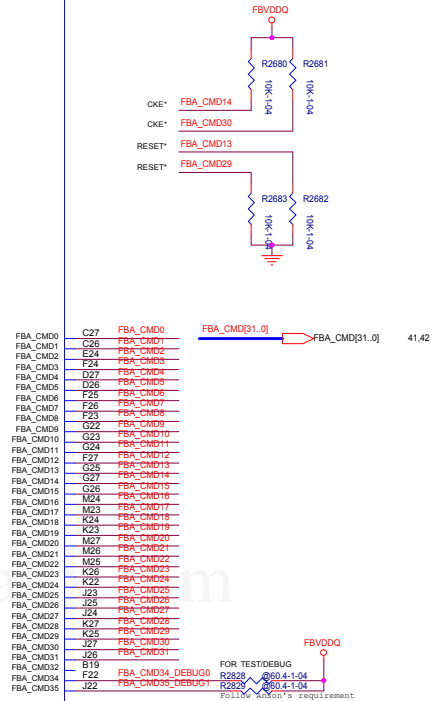 FBVDDQ
R2680 R2681
10K-1-04 10K-1-04
CKE* FBA_CMD14
CKE* FBA_CMD30
RESET* FBA_CMD13
RESET* FBA_CMD29
R2683 R2682
10K-1-04 10K-1-04
FBA_CMD[31..0] FBA_CMD[31..0] 41,42
FBA_CMD0 C27 FBA_CMD0
FBA_CMD1 C26 FBA_CMD1
FBA_CMD2 E24 FBA_CMD2
FBA_CMD3 F24 FBA_CMD3
FBA_CMD4 D27 FBA_CMD4
FBA_CMD5 D26 FBA_CMD5
FBA_CMD6 F25 FBA_CMD6
FBA_CMD7 F26 FBA_CMD7
FBA_CMD8 F23 FBA_CMD8
FBA_CMD9 G22 FBA_CMD9
FBA_CMD10 G23 FBA_CMD10
FBA_CMD11 G24 FBA_CMD11
FBA_CMD12 F27 FBA_CMD12
FBA_CMD13 G25 FBA_CMD13
FBA_CMD14 G27 FBA_CMD14
FBA_CMD15 G26 FBA_CMD15
FBA_CMD16 M24 FBA_CMD16
FBA_CMD17 M23 FBA_CMD17
FBA_CMD18 K24 FBA_CMD18
FBA_CMD19 K23 FBA_CMD19
FBA_CMD20 M27 FBA_CMD20
FBA_CMD21 M26 FBA_CMD21
FBA_CMD22 M25 FBA_CMD22
FBA_CMD23 K26 FBA_CMD23
FBA_CMD24 K22 FBA_CMD24
FBA_CMD25 J23 FBA_CMD25
FBA_CMD26 J25 FBA_CMD26
FBA_CMD27 J24 FBA_CMD27
FBA_CMD28 K27 FBA_CMD28
FBA_CMD29 K25 FBA_CMD29
FBA_CMD30 J27 FBA_CMD30
FBA_CMD31 J26 FBA_CMD31
FBA_CMD32 B19
FBVDDQ
FOR TEST/DEBUG
FBA_CMD34 F22 FBA_CMD34_DEBUG0 R2828 @60.4-1-04
FBA_CMD35 J22 FBA_CMD35_DEBUG1 R2829 @60.4-1-04
Follow Anson's requirement